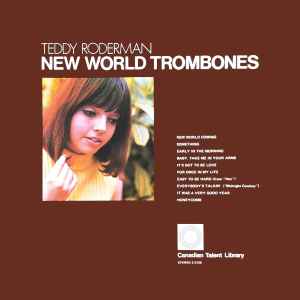 TEDDY RODERMAN
NEW WORLD TROMBONES
NEW WORLD COMING
SOMETHING
EARLY IN THE MORNING
BABY, TAKE ME IN YOUR ARMS
IT'S GOT TO BE LOVE
FOR ONCE IN MY LIFE
EASY TO BE HARD (from "Hair")
EVERYBODY'S TALKIN' ("Midnight Cowboy")
IT WAS A VERY GOOD YEAR
HONEYCOMB
Canadian Talent Library
STEREO